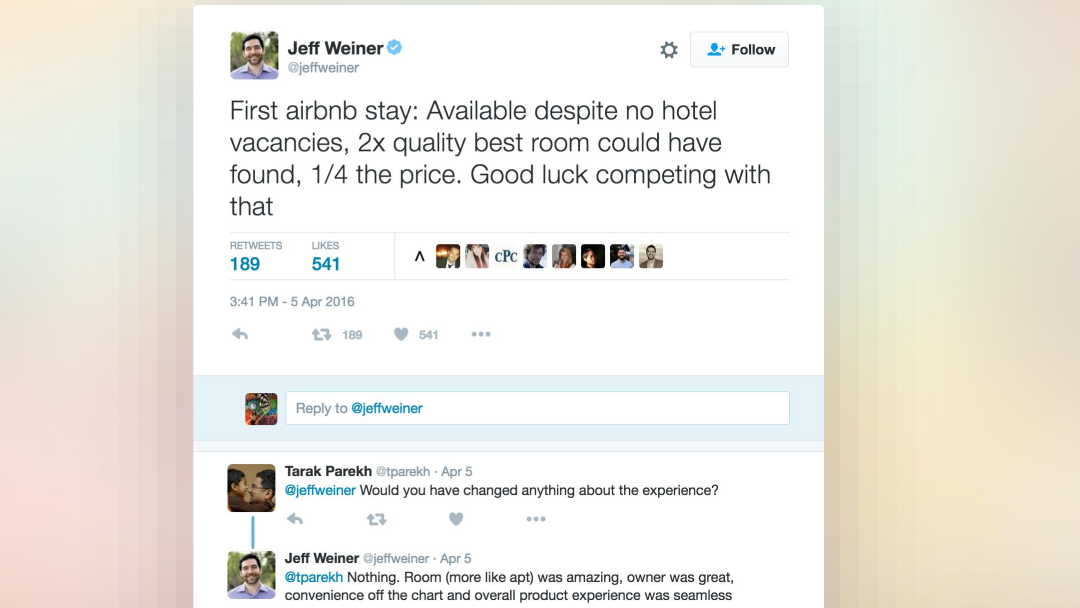 Jeff Weiner
@jeffweiner
Follow
First airbnb stay: Available despite no hotel
vacancies, 2x quality best room could have
found, 1/4 the price. Good luck competing with
that
RETWEETS LIKES
189 541
CPC
3:41 PM - 5 Apr 2016
189 541
Reply to @jeffweiner
Tarak Parekh @tparekh · Apr 5
@jeffweiner Would you have changed anything about the experience?
Jeff Weiner @jeffweiner · Apr 5
@tparekh Nothing. Room (more like apt) was amazing, owner was great,
convenience off the chart and overall product experience was seamless